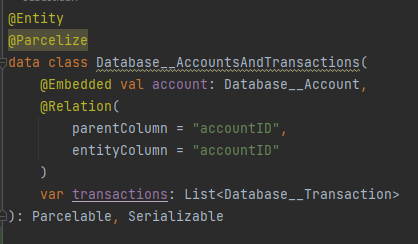 @Entity
@Parcelize
data class Database__AccountsAndTransactions(
    @Embedded val account: Database__Account,
    @Relation(
        parentColumn = "accountID",
        entityColumn = "accountID"
    )
    var transactions: List<Database__Transaction>
): Parcelable, Serializable